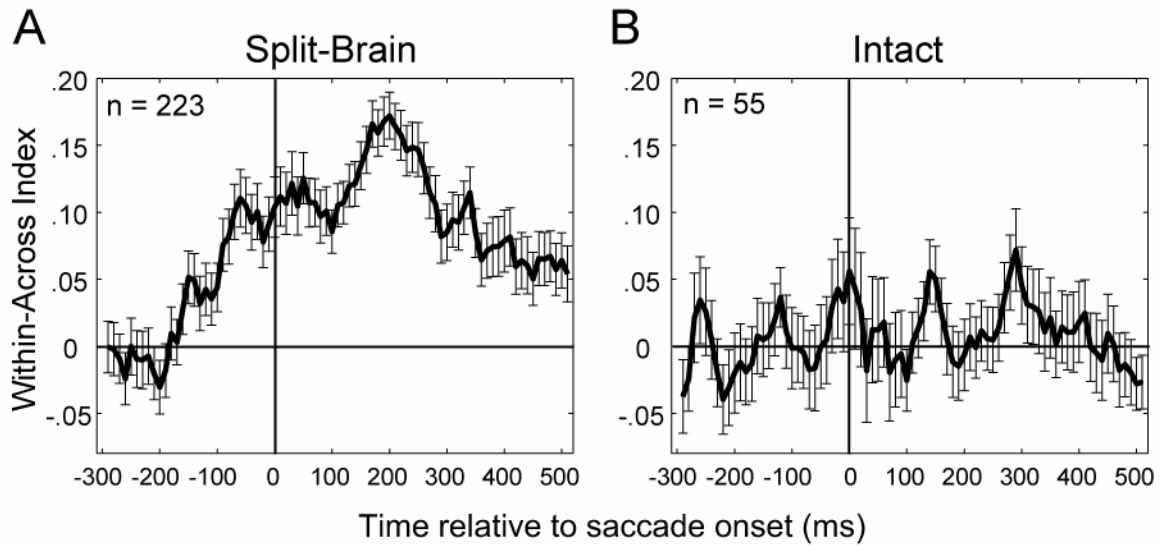 A
Split-Brain
n = 223
.20
.15
.10
.05
0
-.05
-300 -200 -100 0 100 200 300 400 500
Within-Across Index
B
Intact
n = 55
.20
.15
.10
.05
0
-.05
-300 -200 -100 0 100 200 300 400 500
Time relative to saccade onset (ms)